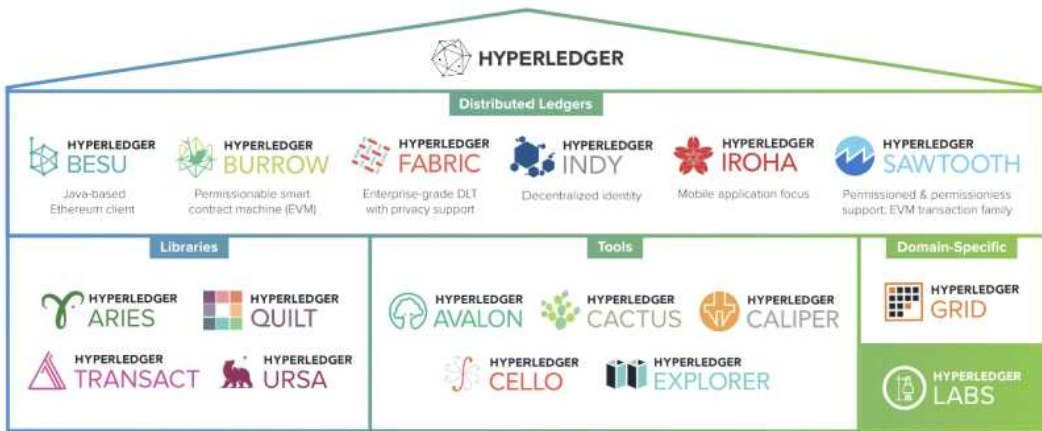 HYPERLEDGER
Distributed Ledgers
HYPERLEDGER
BESU
Java-based
Ethereum client
HYPERLEDGER
BURROW
Permissionable smart
contract machine (EVM)
HYPERLEDGER
FABRIC
Enterprise-grade DLT
with privacy support
HYPERLEDGER
INDY
Decentralized identity
HYPERLEDGER
IROHA
Mobile application focus
HYPERLEDGER
SAWTOOTH
Permissioned & permissionless
support; EVM transaction family
Libraries
HYPERLEDGER
ARIES
HYPERLEDGER
QUILT
HYPERLEDGER
TRANSACT
HYPERLEDGER
URSA
Tools
HYPERLEDGER
AVALON
HYPERLEDGER
CACTUS
HYPERLEDGER
CALIPER
HYPERLEDGER
CELLO
HYPERLEDGER
EXPLORER
Domain-Specific
HYPERLEDGER
GRID
HYPERLEDGER
LABS